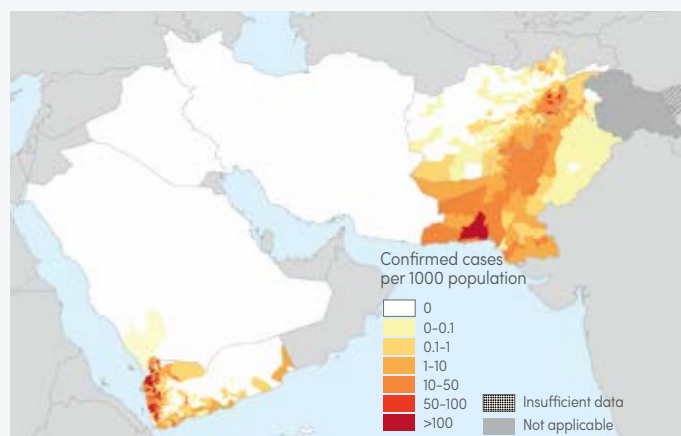 Confirmed cases
per 1000 population
0
0-0.1
0.1-1
1-10
10-50
50-100
>100
Insufficient data
Not applicable